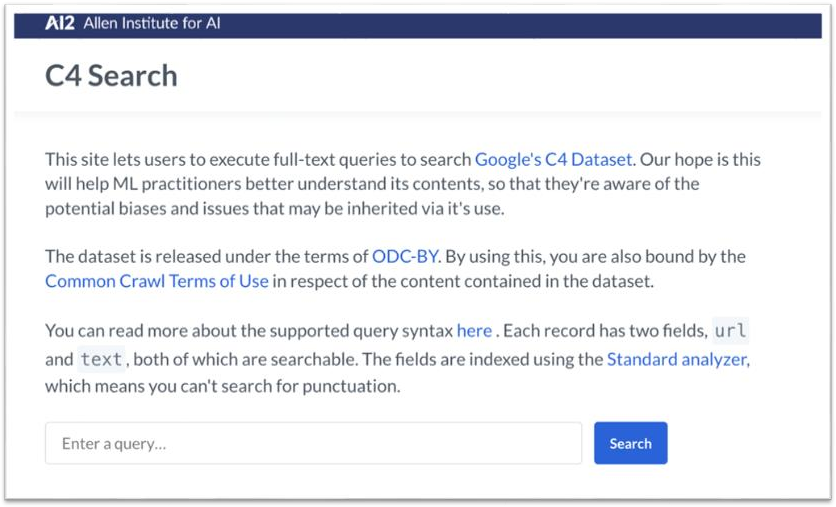 AI2 Allen Institute for AI
C4 Search
This site lets users to execute full-text queries to search Google's C4 Dataset. Our hope is this
will help ML practitioners better understand its contents, so that they're aware of the
potential biases and issues that may be inherited via it's use.
The dataset is released under the terms of ODC-BY. By using this, you are also bound by the
Common Crawl Terms of Use in respect of the content contained in the dataset.
You can read more about the supported query syntax here . Each record has two fields, url
and text , both of which are searchable. The fields are indexed using the Standard analyzer,
which means you can't search for punctuation.
Enter a query... Search